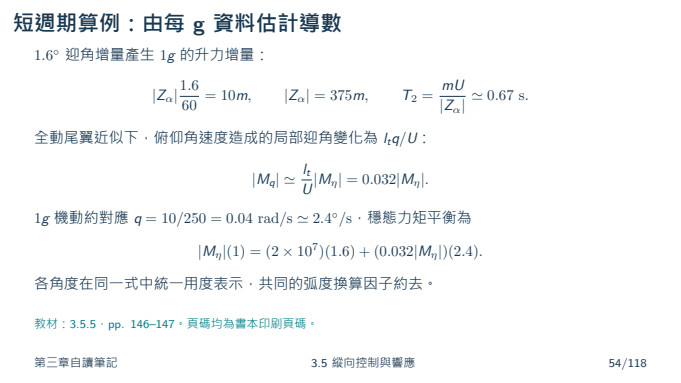 短週期算例：由每 g 資料估計導數
1.6° 迎角增量產生 1g 的升力增量：
|Zα| 1.6/60 = 10m, |Zα| = 375m, T₂ = mU/|Zα| ≃ 0.67 s.
全動尾翼近似下，俯仰角速度造成的局部迎角變化為 lₜq/U：
|M_q| ≃ lₜ/U |M_η| = 0.032|M_η|.
1g 機動約對應 q = 10/250 = 0.04 rad/s ≃ 2.4°/s，穩態力矩平衡為
|M_η|(1) = (2 × 10⁷)(1.6) + (0.032|M_η|)(2.4).
各角度在同一式中統一用度表示，共同的弧度換算因子約去。
教材：3.5.5，pp. 146–147。頁碼均為書本印刷頁碼。
第三章自讀筆記 3.5 縱向控制與響應 54/118